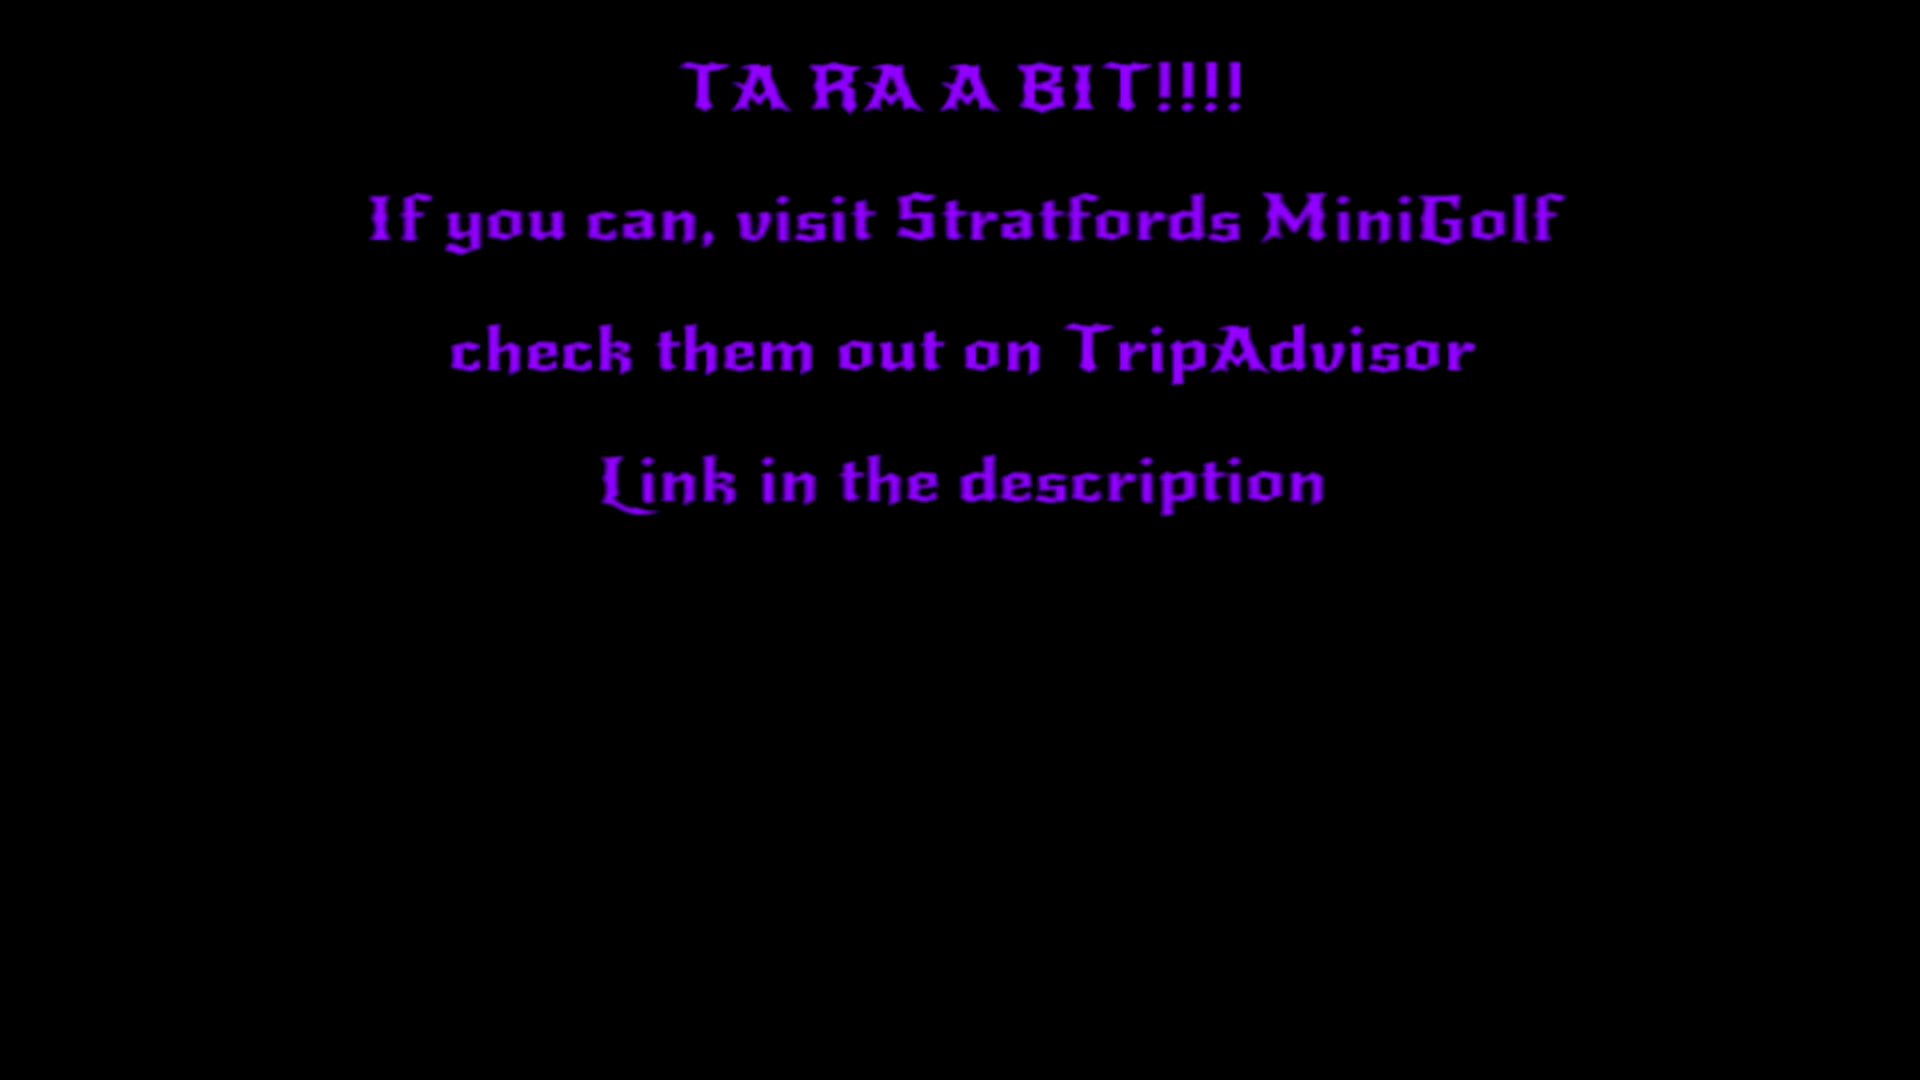 TA RA A BIT!!!!
If you can, visit Stratfords MiniGolf
check them out on TripAdvisor
Link in the description